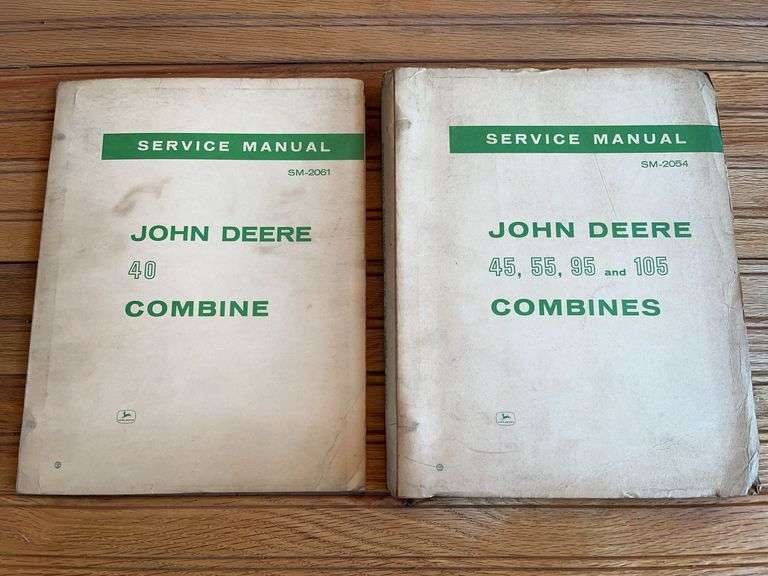 SERVICE MANUAL
SM-2061
JOHN DEERE
40
COMBINE
SERVICE MANUAL
SM-2054
JOHN DEERE
45, 55, 95 and 105
COMBINES